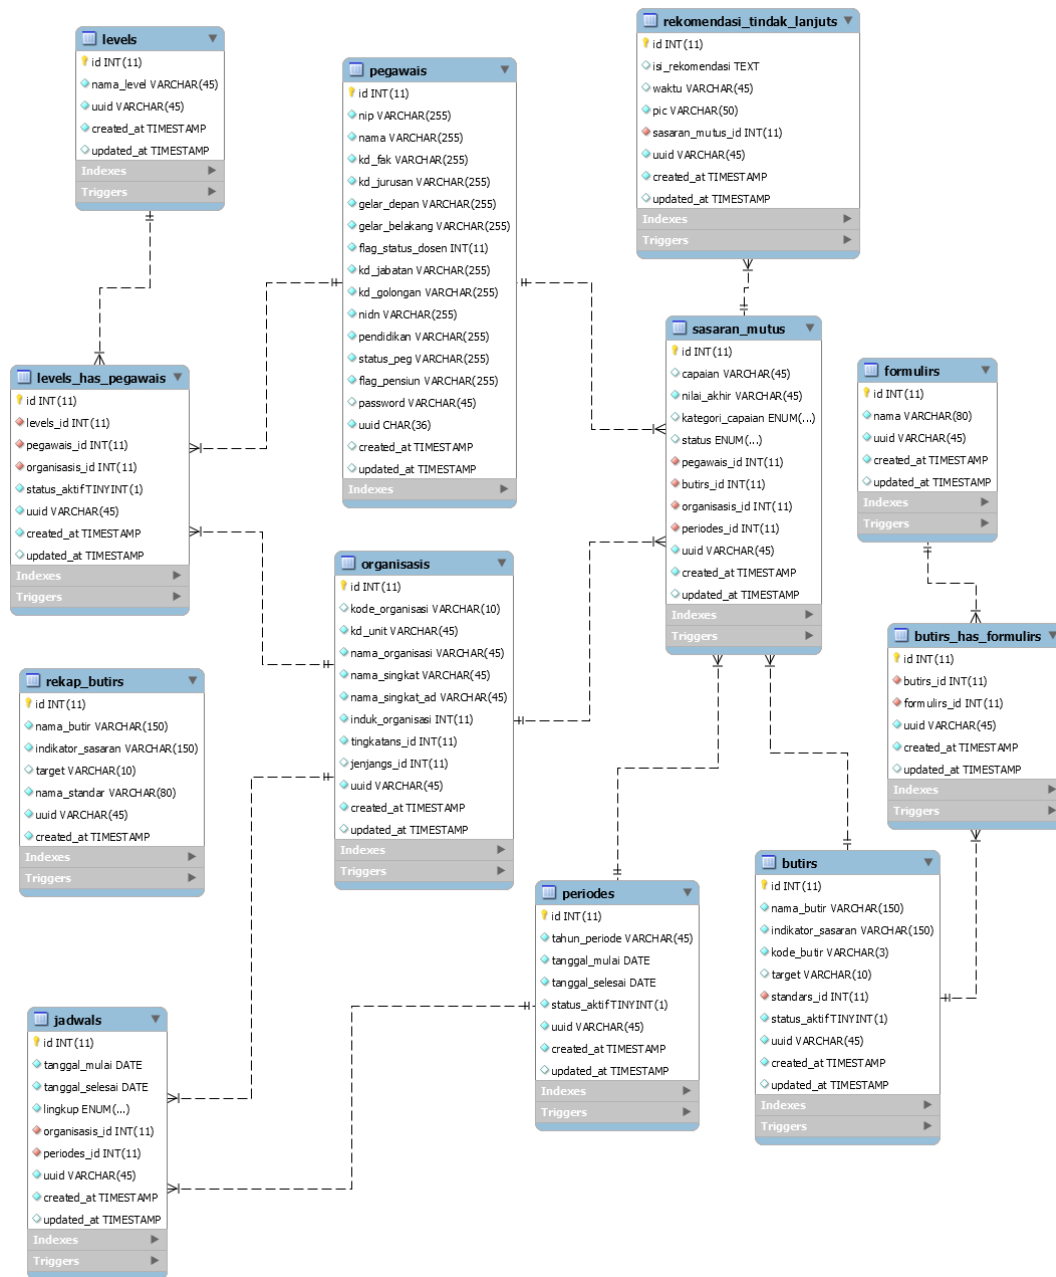 levels
id INT(11)
nama_level VARCHAR(45)
uuid VARCHAR(45)
created_at TIMESTAMP
updated_at TIMESTAMP
Indexes
Triggers
pegawais
id INT(11)
nip VARCHAR(255)
nama VARCHAR(255)
kd_fak VARCHAR(255)
kd_jurusan VARCHAR(255)
gelar_depan VARCHAR(255)
gelar_belakang VARCHAR(255)
flag_status_dosen INT(11)
kd_jabatan VARCHAR(255)
kd_golongan VARCHAR(255)
nidn VARCHAR(255)
pendidikan VARCHAR(255)
status_peg VARCHAR(255)
flag_pensiun VARCHAR(255)
password VARCHAR(45)
uuid CHAR(36)
created_at TIMESTAMP
updated_at TIMESTAMP
Indexes
rekomendasi_tindak_lanjuts
id INT(11)
isi_rekomendasi TEXT
waktu VARCHAR(45)
pic VARCHAR(50)
sasaran_mutus_id INT(11)
uuid VARCHAR(45)
created_at TIMESTAMP
updated_at TIMESTAMP
Indexes
Triggers
levels_has_pegawais
id INT(11)
levels_id INT(11)
pegawais_id INT(11)
organisasis_id INT(11)
status_aktif TINYINT(1)
uuid VARCHAR(45)
created_at TIMESTAMP
updated_at TIMESTAMP
Indexes
Triggers
sasaran_mutus
id INT(11)
capaian VARCHAR(45)
nilai_akhir VARCHAR(45)
kategori_capaian ENUM(...)
status ENUM(...)
pegawais_id INT(11)
butirs_id INT(11)
organisasis_id INT(11)
periodes_id INT(11)
uuid VARCHAR(45)
created_at TIMESTAMP
updated_at TIMESTAMP
Indexes
Triggers
formulirs
id INT(11)
nama VARCHAR(80)
uuid VARCHAR(45)
created_at TIMESTAMP
updated_at TIMESTAMP
Indexes
Triggers
organisasis
id INT(11)
kode_organisasi VARCHAR(10)
kd_unit VARCHAR(45)
nama_organisasi VARCHAR(45)
nama_singkat VARCHAR(45)
nama_singkat_ad VARCHAR(45)
induk_organisasi INT(11)
tingkatans_id INT(11)
jenjangs_id INT(11)
uuid VARCHAR(45)
created_at TIMESTAMP
updated_at TIMESTAMP
Indexes
Triggers
butirs_has_formulirs
id INT(11)
butirs_id INT(11)
formulirs_id INT(11)
uuid VARCHAR(45)
created_at TIMESTAMP
updated_at TIMESTAMP
Indexes
Triggers
rekap_butirs
id INT(11)
nama_butir VARCHAR(150)
indikator_sasaran VARCHAR(150)
target VARCHAR(10)
nama_standar VARCHAR(80)
uuid VARCHAR(45)
created_at TIMESTAMP
Indexes
Triggers
periodes
id INT(11)
tahun_periode VARCHAR(45)
tanggal_mulai DATE
tanggal_selesai DATE
status_aktif TINYINT(1)
uuid VARCHAR(45)
created_at TIMESTAMP
updated_at TIMESTAMP
Indexes
Triggers
butirs
id INT(11)
nama_butir VARCHAR(150)
indikator_sasaran VARCHAR(150)
kode_butir VARCHAR(3)
target VARCHAR(10)
standars_id INT(11)
status_aktif TINYINT(1)
uuid VARCHAR(45)
created_at TIMESTAMP
updated_at TIMESTAMP
Indexes
Triggers
jadwals
id INT(11)
tanggal_mulai DATE
tanggal_selesai DATE
lingkup ENUM(...)
organisasis_id INT(11)
periodes_id INT(11)
uuid VARCHAR(45)
created_at TIMESTAMP
updated_at TIMESTAMP
Indexes
Triggers